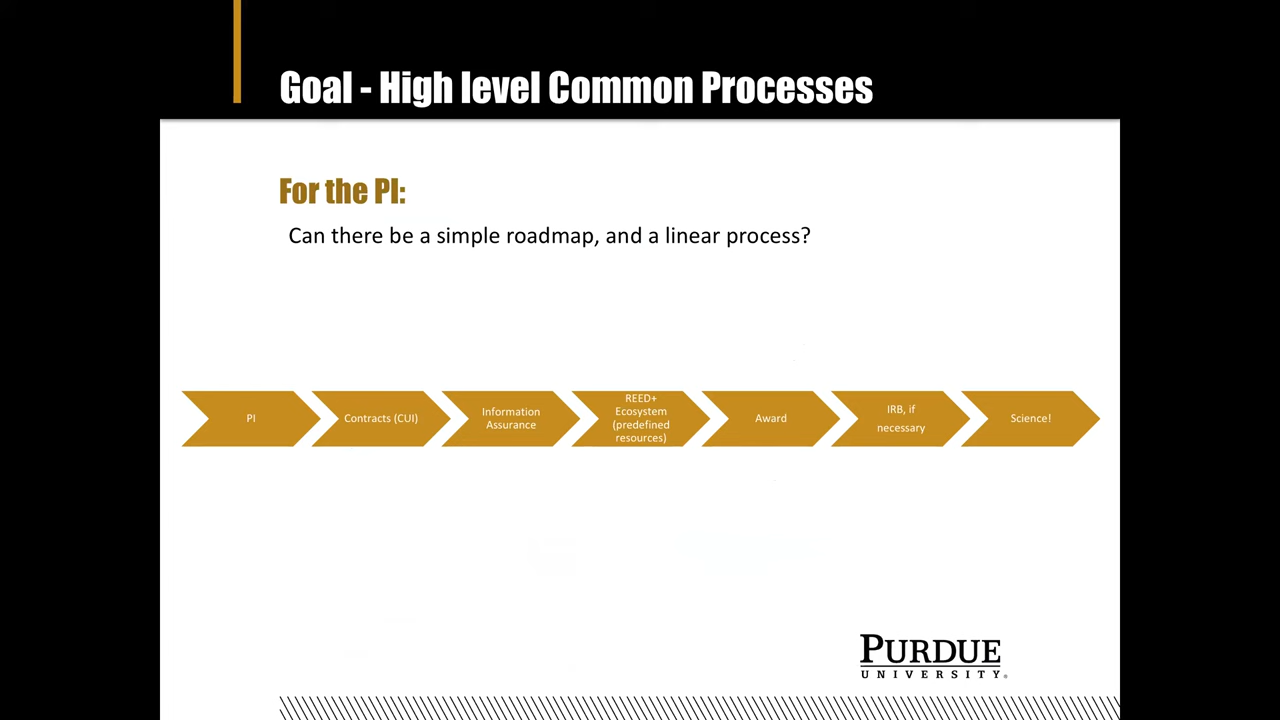 Goal - High level Common Processes
For the PI:
Can there be a simple roadmap, and a linear process?
PI
Contracts (CUI)
Information
Assurance
REED+
Ecosystem
(predefined
resources)
Award
IRB, if
necessary
Science!
PURDUE
UNIVERSITY®